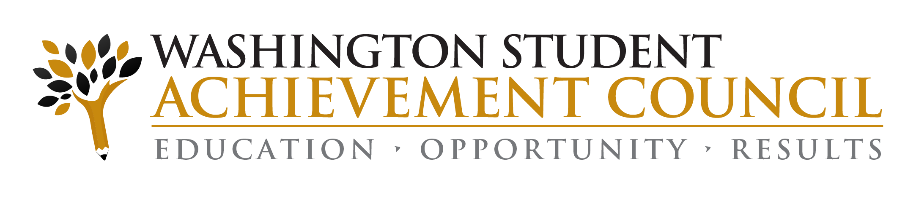 WASHINGTON STUDENT
ACHIEVEMENT COUNCIL
EDUCATION · OPPORTUNITY · RESULTS